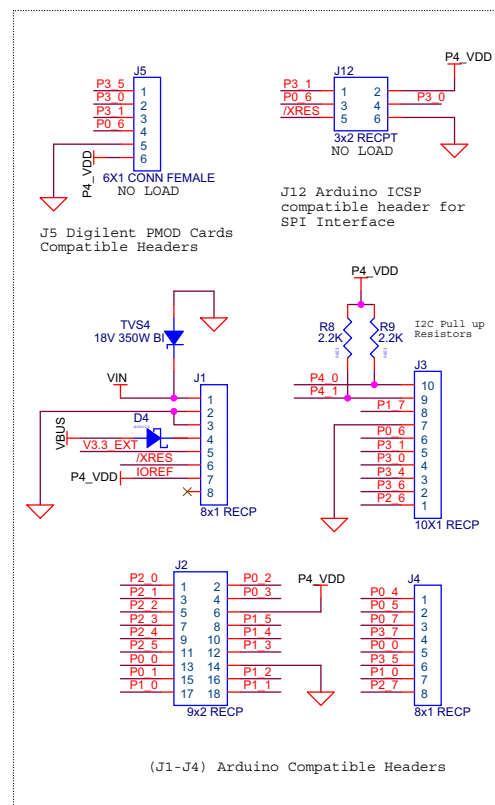 J5
P3_5 1
P3_0 2
P3_1 3
P0_6 4
5
P4_VDD 6
6X1 CONN FEMALE
NO LOAD
J5 Digilent PMOD Cards
Compatible Headers
P4_VDD
J12
P3_1 1 2
P0_6 3 4 P3_0
/XRES 5 6
3x2 RECPT
NO LOAD
J12 Arduino ICSP
compatible header for
SPI Interface
TVS4
18V 350W BI
VIN
J1
1
2
D4 3
VBUS 4
V3.3_EXT 5
/XRES 6
P4_VDD IOREF 7
8
8x1 RECP
P4_VDD
R8 R9
2.2K 2.2K
I2C Pull up
Resistors
J3
P4_0 10
P4_1 9
P1_7 8
7
P0_6 6
P3_1 5
P3_0 4
P3_4 3
P3_6 2
P2_6 1
10X1 RECP
J2
P4_VDD
P2_0 1 2 P0_2
P2_1 3 4 P0_3
P2_2 5 6
P2_3 7 8 P1_5
P2_4 9 10 P1_4
P2_5 11 12 P1_3
P0_0 13 14
P0_1 15 16 P1_2
P1_0 17 18 P1_1
9x2 RECP
J4
P0_4 1
P0_5 2
P0_7 3
P3_7 4
P0_0 5
P3_5 6
P1_0 7
P2_7 8
8x1 RECP
(J1-J4) Arduino Compatible Headers